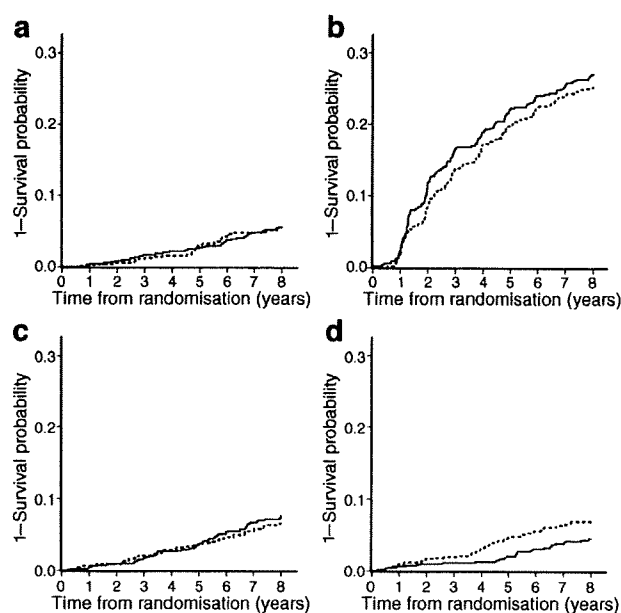 a
b
0.3
0.2
0.1
0.0
1–Survival probability
0 1 2 3 4 5 6 7 8
Time from randomisation (years)
0.3
0.2
0.1
0.0
1–Survival probability
0 1 2 3 4 5 6 7 8
Time from randomisation (years)
c
d
0.3
0.2
0.1
0.0
1–Survival probability
0 1 2 3 4 5 6 7 8
Time from randomisation (years)
0.3
0.2
0.1
0.0
1–Survival probability
0 1 2 3 4 5 6 7 8
Time from randomisation (years)